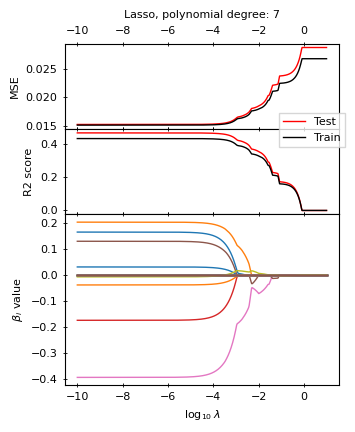 Lasso, polynomial degree: 7
−10 −8 −6 −4 −2 0
MSE
0.025
0.020
0.015
Test
Train
R2 score
0.4
0.2
0.0
βᵢ value
0.2
0.1
0.0
−0.1
−0.2
−0.3
−0.4
−10 −8 −6 −4 −2 0
log₁₀ λ